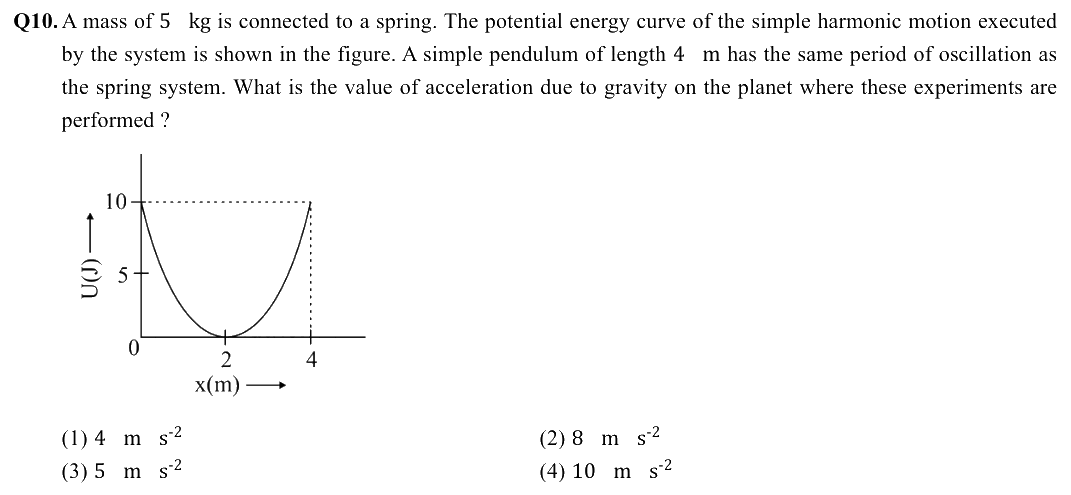 Q10. A mass of 5 kg is connected to a spring. The potential energy curve of the simple harmonic motion executed
by the system is shown in the figure. A simple pendulum of length 4 m has the same period of oscillation as
the spring system. What is the value of acceleration due to gravity on the planet where these experiments are
performed ?
10
U(J)
5
0
2 4
x(m)
(1) 4 m s⁻² (2) 8 m s⁻²
(3) 5 m s⁻² (4) 10 m s⁻²